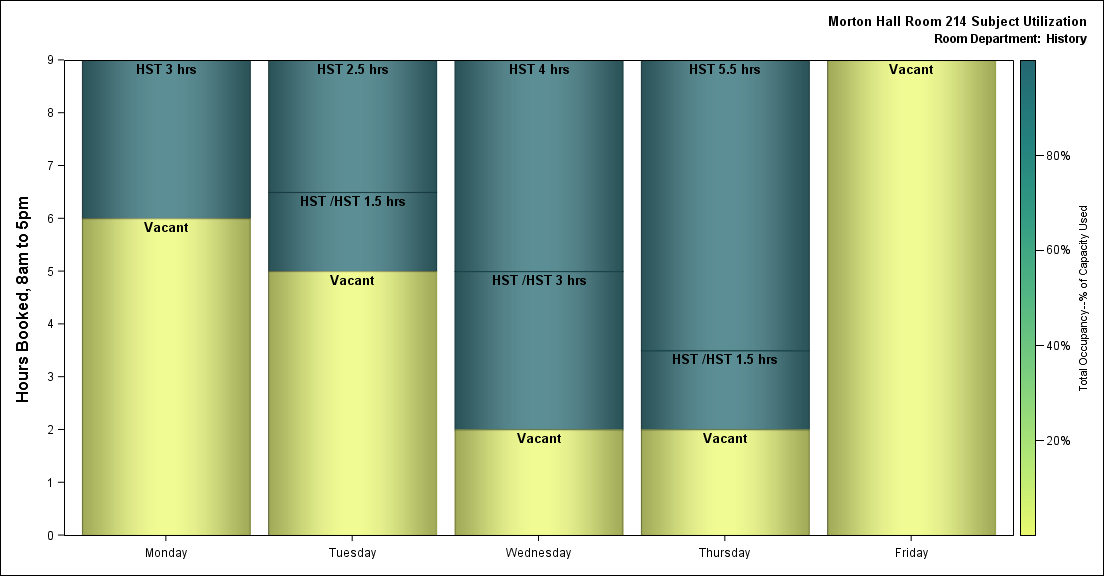 Morton Hall Room 214 Subject Utilization
Room Department: History
Hours Booked, 8am to 5pm
9
8
7
6
5
4
3
2
1
0
HST 3 hrs
Vacant
HST 2.5 hrs
HST /HST 1.5 hrs
Vacant
HST 4 hrs
HST /HST 3 hrs
Vacant
HST 5.5 hrs
HST /HST 1.5 hrs
Vacant
Vacant
Monday
Tuesday
Wednesday
Thursday
Friday
80%
60%
40%
20%
Total Occupancy--% of Capacity Used